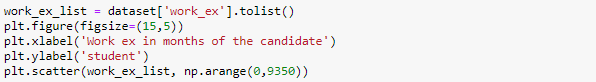 work_ex_list = dataset['work_ex'].tolist()
plt.figure(figsize=(15,5))
plt.xlabel('Work ex in months of the candidate')
plt.ylabel('student')
plt.scatter(work_ex_list, np.arange(0,9350))